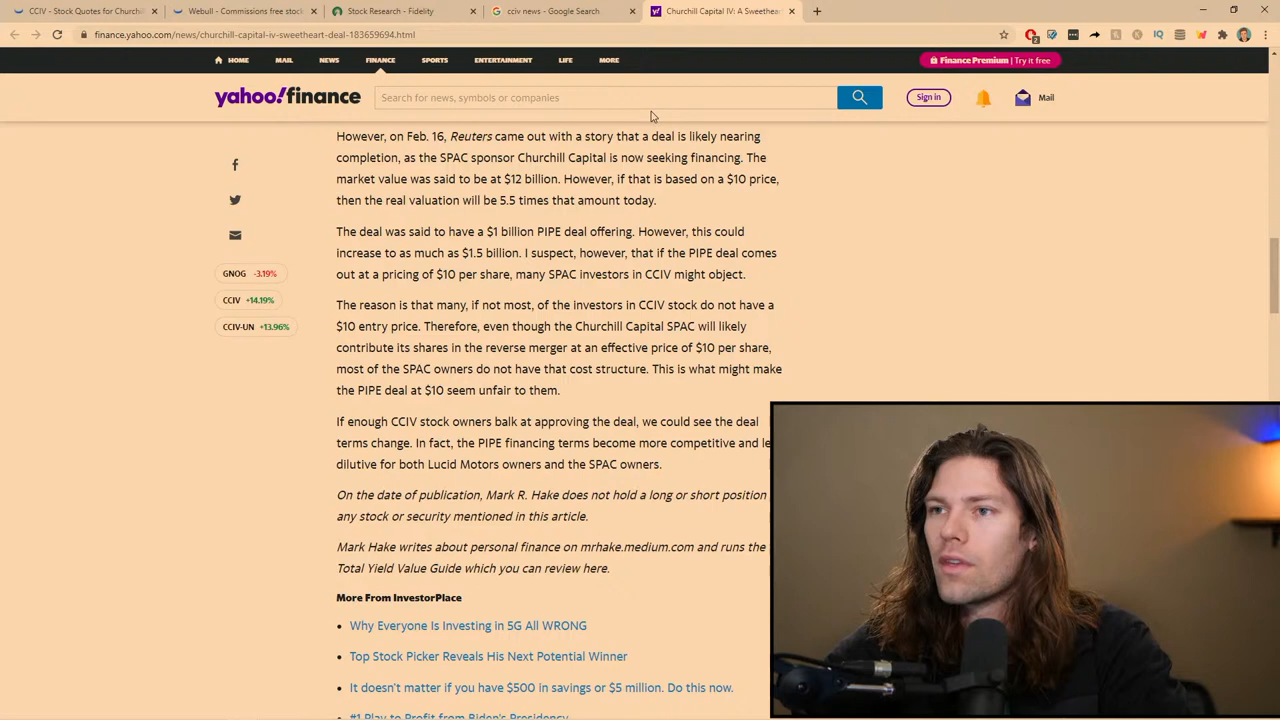 CCIV - Stock Quotes for Churchil
Webull - Commissions free stock
Stock Research - Fidelity
cciv news - Google Search
Churchill Capital IV: A Sweethear
finance.yahoo.com/news/churchill-capital-iv-sweetheart-deal-183659694.html
HOME
MAIL
NEWS
FINANCE
SPORTS
ENTERTAINMENT
LIFE
MORE
Finance Premium | Try it free
yahoo!finance
Search for news, symbols or companies
Sign in
Mail
However, on Feb. 16, Reuters came out with a story that a deal is likely nearing
completion, as the SPAC sponsor Churchill Capital is now seeking financing. The
market value was said to be at $12 billion. However, if that is based on a $10 price,
then the real valuation will be 5.5 times that amount today.
The deal was said to have a $1 billion PIPE deal offering. However, this could
increase to as much as $1.5 billion. I suspect, however, that if the PIPE deal comes
out at a pricing of $10 per share, many SPAC investors in CCIV might object.
GNOG -3.19%
CCIV +14.19%
CCIV-UN +13.96%
The reason is that many, if not most, of the investors in CCIV stock do not have a
$10 entry price. Therefore, even though the Churchill Capital SPAC will likely
contribute its shares in the reverse merger at an effective price of $10 per share,
most of the SPAC owners do not have that cost structure. This is what might make
the PIPE deal at $10 seem unfair to them.
If enough CCIV stock owners balk at approving the deal, we could see the deal
terms change. In fact, the PIPE financing terms become more competitive and le
dilutive for both Lucid Motors owners and the SPAC owners.
On the date of publication, Mark R. Hake does not hold a long or short position
any stock or security mentioned in this article.
Mark Hake writes about personal finance on mrhake.medium.com and runs the
Total Yield Value Guide which you can review here.
More From InvestorPlace
• Why Everyone Is Investing in 5G All WRONG
• Top Stock Picker Reveals His Next Potential Winner
• It doesn't matter if you have $500 in savings or $5 million. Do this now.
• #1 Play to Profit from Biden's Presidency